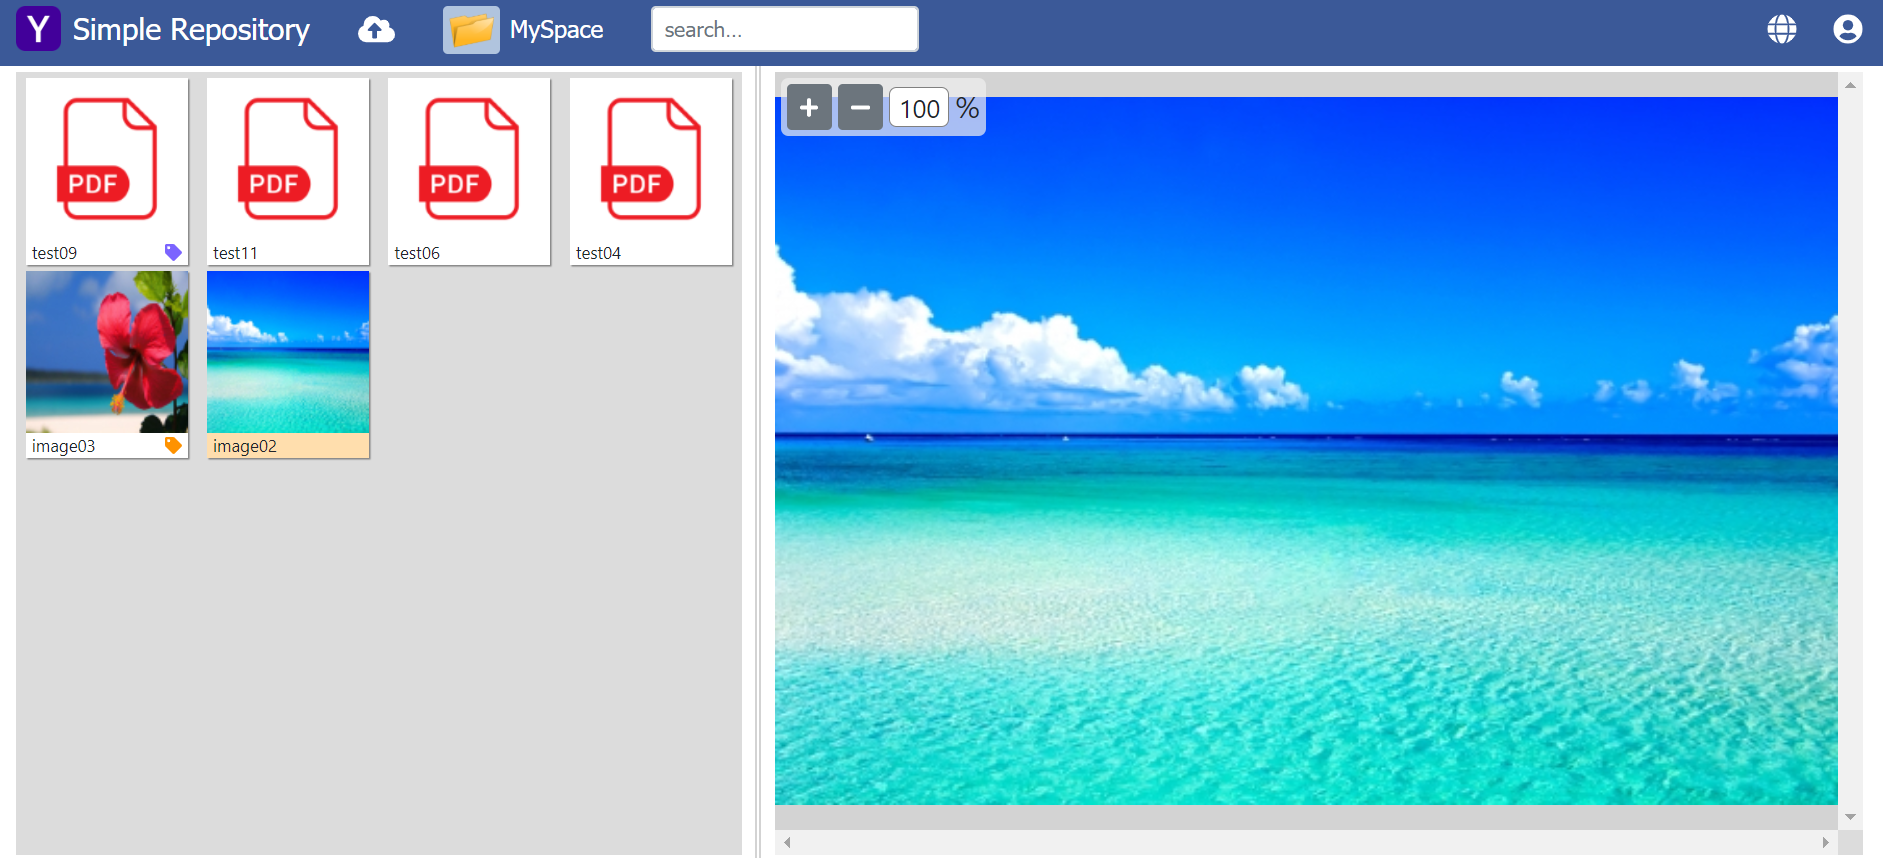 Y Simple Repository MySpace search...
100 %
PDF PDF PDF PDF
test09 test11 test06 test04
image03 image02